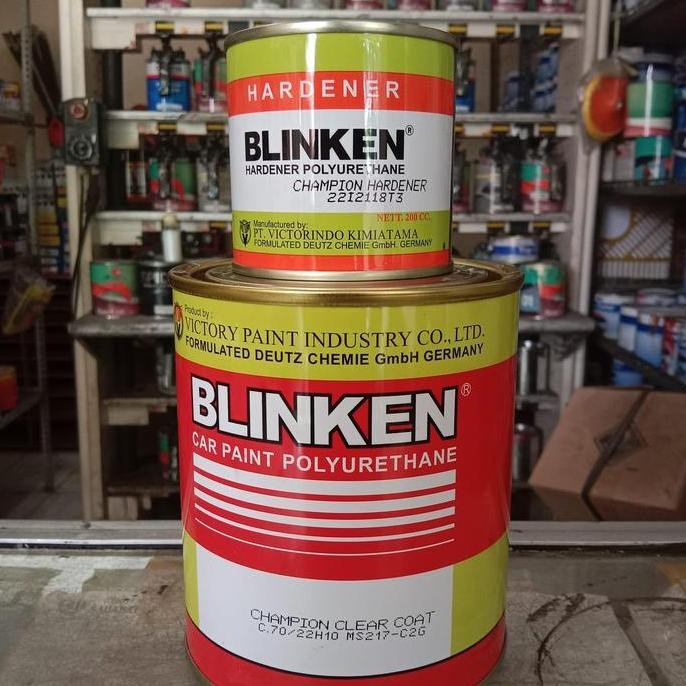 HARDENER
BLINKEN®
HARDENER POLYURETHANE
CHAMPION HARDENER
22I2118T3
NETT. 200 CC.
Manufactured by:
PT. VICTORINDO KIMIATAMA
FORMULATED DEUTZ CHEMIE GmbH. GERMANY
Product by :
VICTORY PAINT INDUSTRY CO., LTD.
FORMULATED DEUTZ CHEMIE GmbH GERMANY
BLINKEN®
CAR PAINT POLYURETHANE
CHAMPION CLEAR COAT
C.70/22H10 MS217-C2G